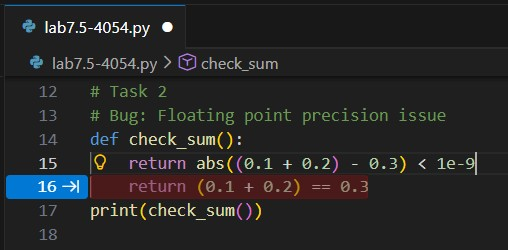 lab7.5-4054.py
lab7.5-4054.py > check_sum
12 # Task 2
13 # Bug: Floating point precision issue
14 def check_sum():
15 return abs((0.1 + 0.2) - 0.3) < 1e-9
16 return (0.1 + 0.2) == 0.3
17 print(check_sum())
18